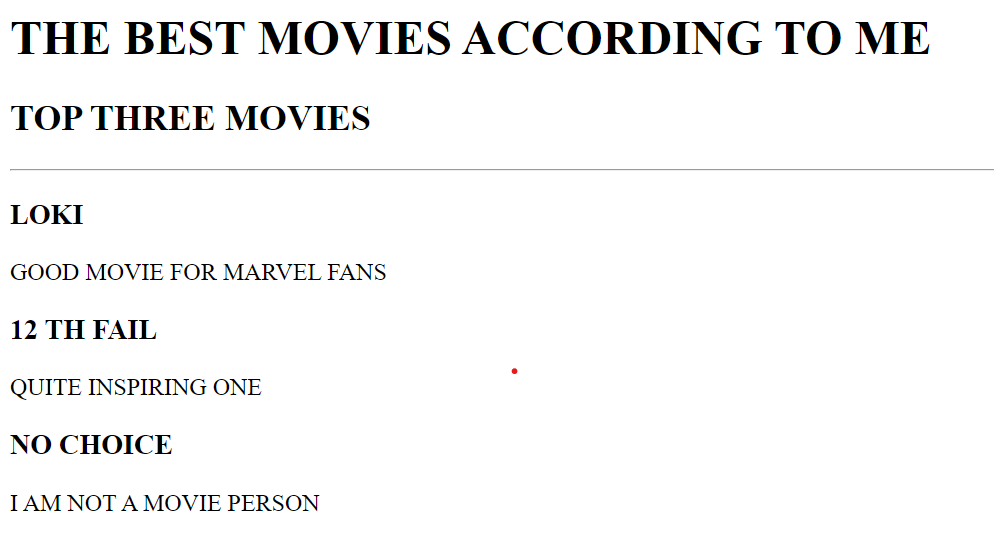 THE BEST MOVIES ACCORDING TO ME
TOP THREE MOVIES
LOKI
GOOD MOVIE FOR MARVEL FANS
12 TH FAIL
QUITE INSPIRING ONE
NO CHOICE
I AM NOT A MOVIE PERSON